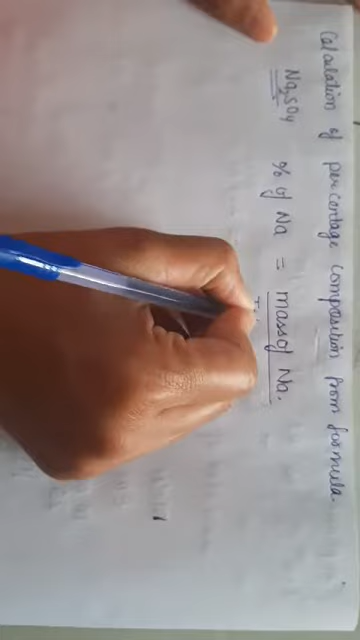 Calculation of percentage composition from formula.
Na₂SO₄ % of Na = mass of Na.